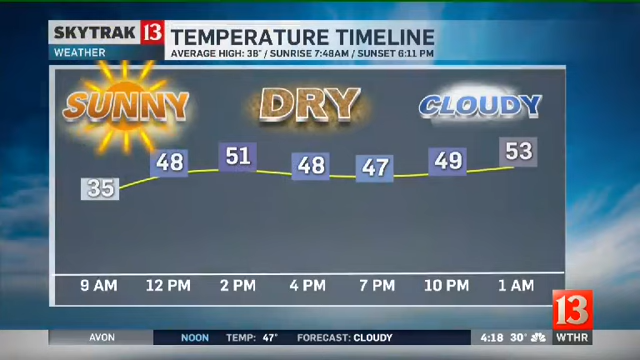 SKYTRAK 13
WEATHER
TEMPERATURE TIMELINE
AVERAGE HIGH: 38° / SUNRISE 7:48AM / SUNSET 6:11 PM
SUNNY DRY CLOUDY
35 48 51 48 47 49 53
9 AM 12 PM 2 PM 4 PM 7 PM 10 PM 1 AM
13
WTHR
AVON NOON TEMP: 47° FORECAST: CLOUDY 4:18 30°